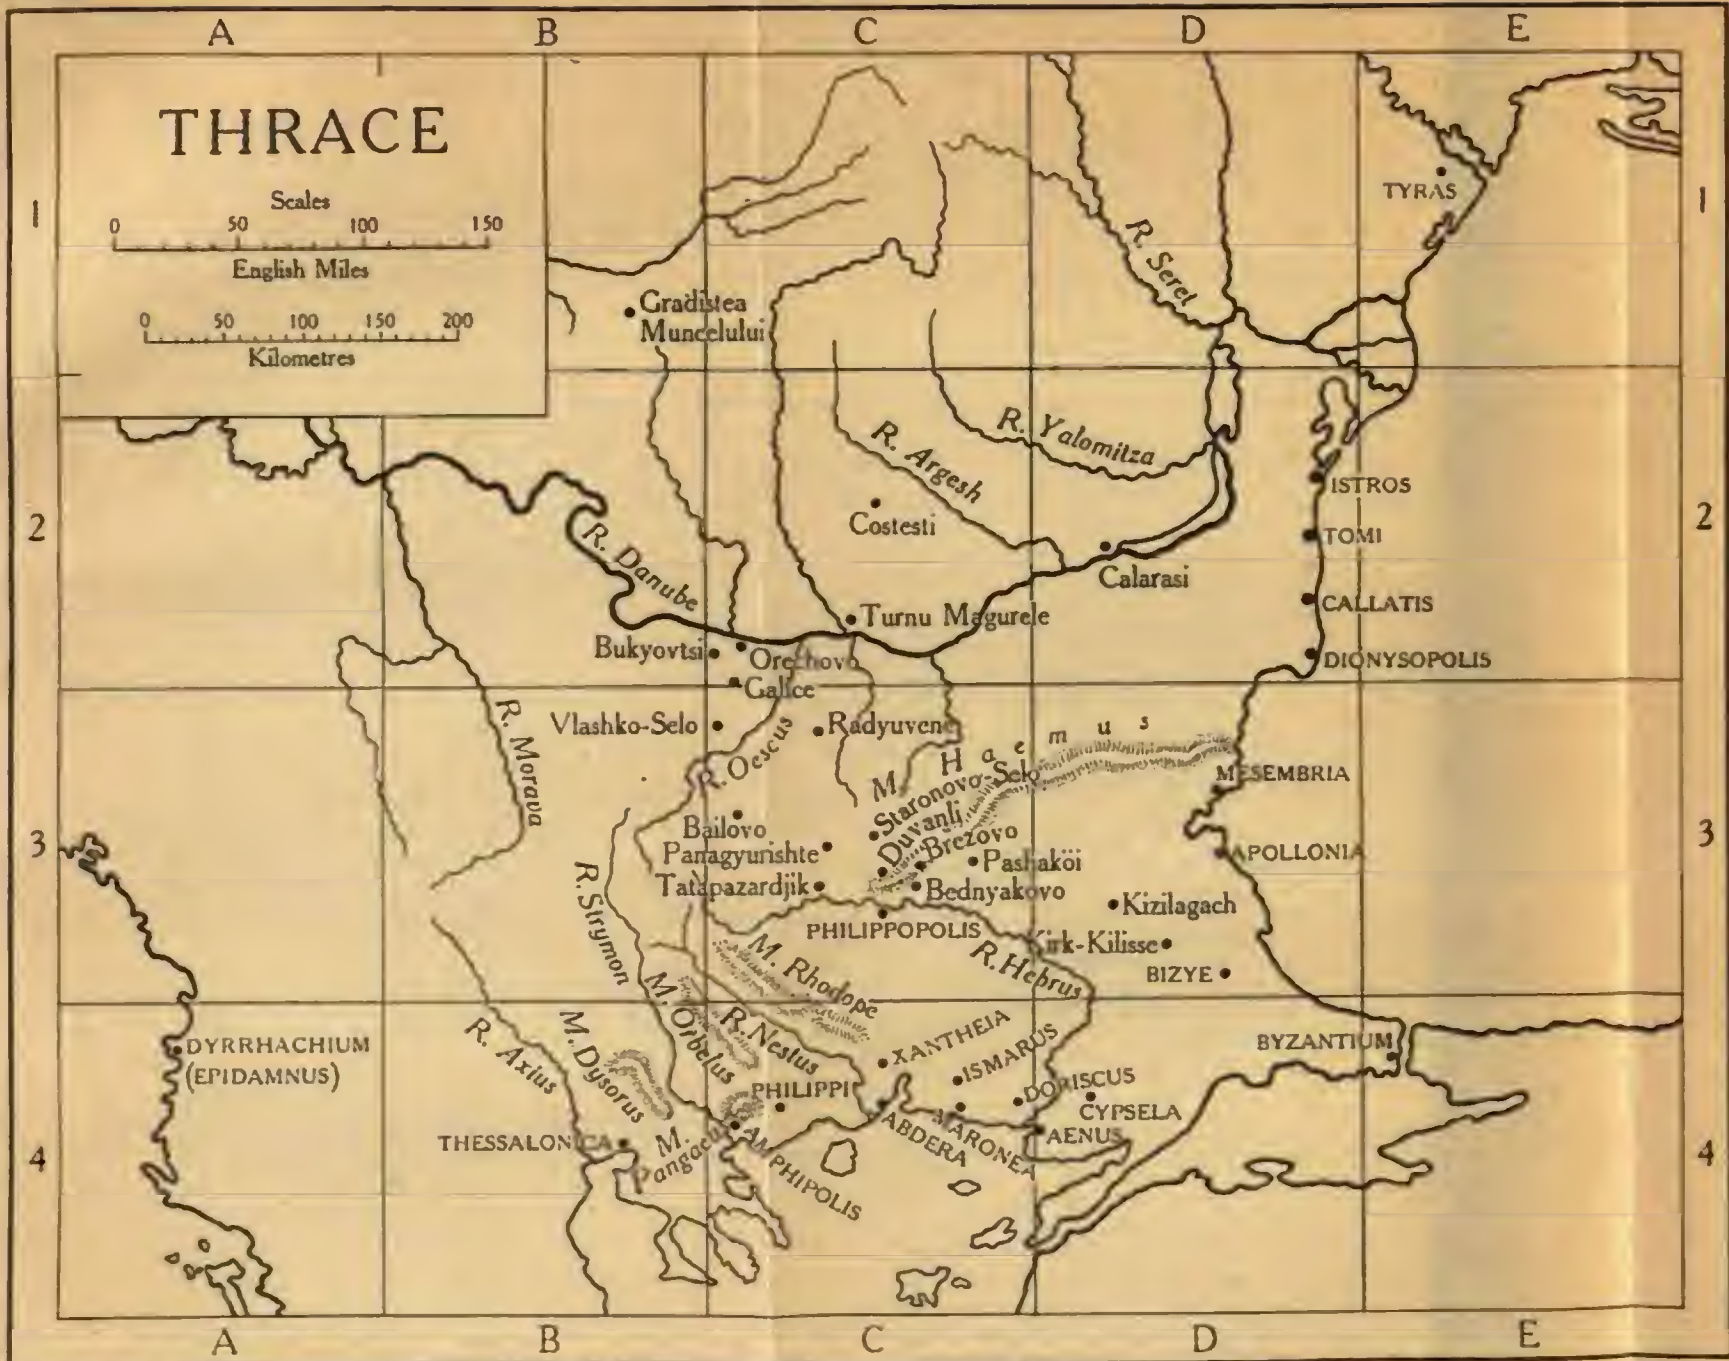 A B C D E
THRACE
Scales
0 50 100 150
English Miles
0 50 100 150 200
Kilometres
1 1
TYRAS
R. Seret
Gradistea
Muncelului
R. Yalomitza
R. Argesh
ISTROS
Costesti
2 2
TOMI
R. Danube
Calarasi
CALLATIS
Turnu Magurele
Bukyovtsi
Orechovo
DIONYSOPOLIS
Galice
Vlashko-Selo
Radyuvene
R. Morava
R. Oescus
M. Haemus
Staronovo-Selo
MESEMBRIA
Duvanli
Bailovo
Brezovo
3 3
Panagyurishte
Pashaköi
APOLLONIA
Tatapazardjik
Bednyakovo
R. Strymon
Kizilagach
PHILIPPOPOLIS
Kirk-Kilisse
M. Rhodope
R. Hebrus
BIZYE
M. Orbelus
R. Nestus
R. Axius
M. Dysorus
XANTHEIA
ISMARUS
BYZANTIUM
DYRRHACHIUM
(EPIDAMNUS)
PHILIPPI
DORISCUS
CYPSELA
THESSALONICA
M.
Pangaeus
AMPHIPOLIS
ABDERA
MARONEA
AENUS
4 4
A B C D E